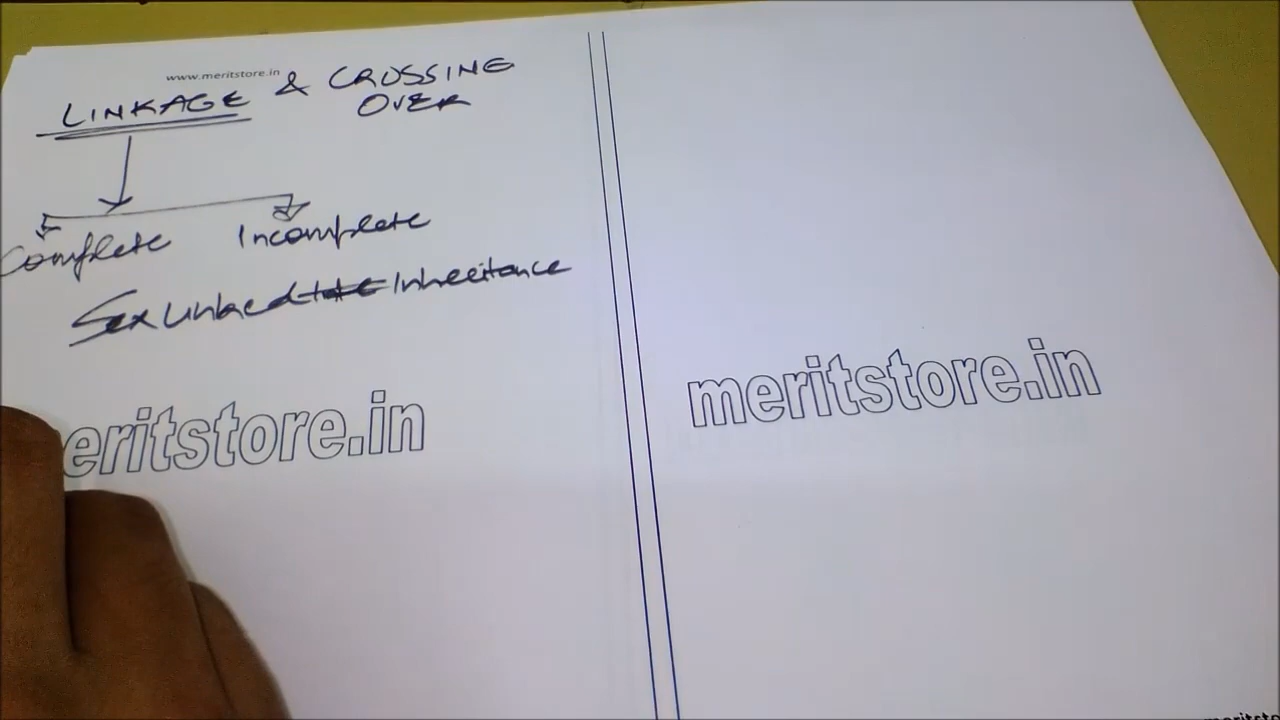 www.meritstore.in
LINKAGE & CROSSING
OVER
Complete Incomplete
Sex Linked Inheritance
eritstore.in
meritstore.in